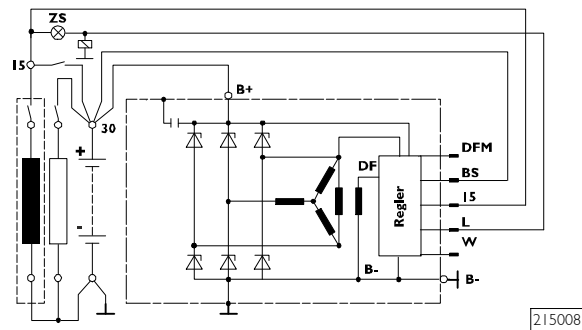 ZS
15
30
+
-
B+
DF
Regler
B-
DFM
BS
15
L
W
B-
215008